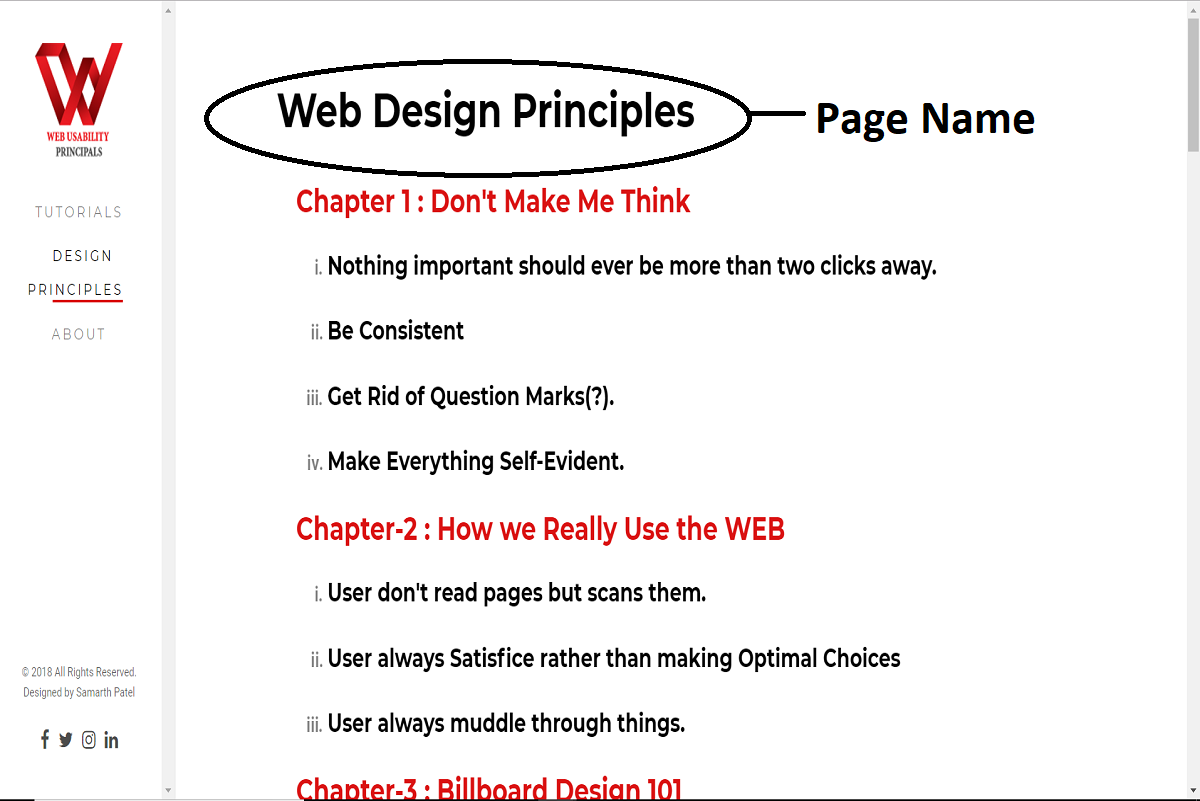 WEB USABILITY
PRINCIPALS
TUTORIALS
DESIGN
PRINCIPLES
ABOUT
© 2018 All Rights Reserved.
Designed by Samarth Patel
Web Design Principles
Page Name
Chapter 1 : Don't Make Me Think
i. Nothing important should ever be more than two clicks away.
ii. Be Consistent
iii. Get Rid of Question Marks(?).
iv. Make Everything Self-Evident.
Chapter-2 : How we Really Use the WEB
i. User don't read pages but scans them.
ii. User always Satisfice rather than making Optimal Choices
iii. User always muddle through things.
Chapter-3 : Billboard Design 101